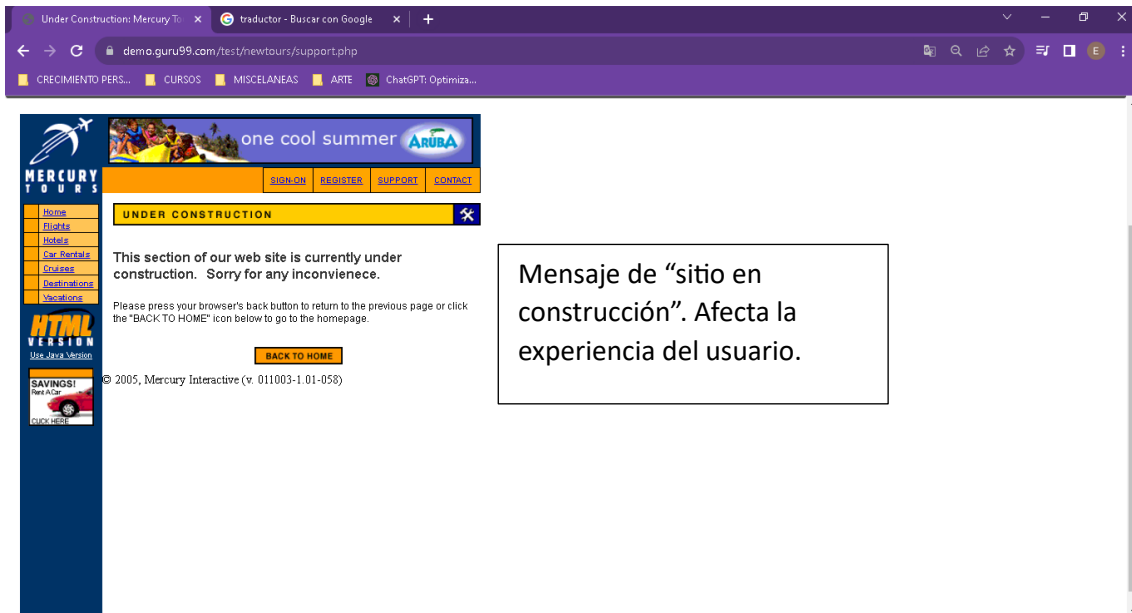 Under Construction: Mercury To
traductor - Buscar con Google
demo.guru99.com/test/newtours/support.php
E
CRECIMIENTO PERS...
CURSOS
MISCELANEAS
ARTE
ChatGPT: Optimiza...
one cool summer
ARUBA
MERCURY
TOURS
SIGN-ON
REGISTER
SUPPORT
CONTACT
Home
Flights
Hotels
Car Rentals
Cruises
Destinations
Vacations
HTML
VERSION
Use Java Version
SAVINGS!
Rent A Car
CLICK HERE
UNDER CONSTRUCTION
This section of our web site is currently under
construction. Sorry for any inconvienece.
Please press your browser's back button to return to the previous page or click
the "BACK TO HOME" icon below to go to the homepage.
BACK TO HOME
© 2005, Mercury Interactive (v. 011003-1.01-058)
Mensaje de “sitio en
construcción”. Afecta la
experiencia del usuario.